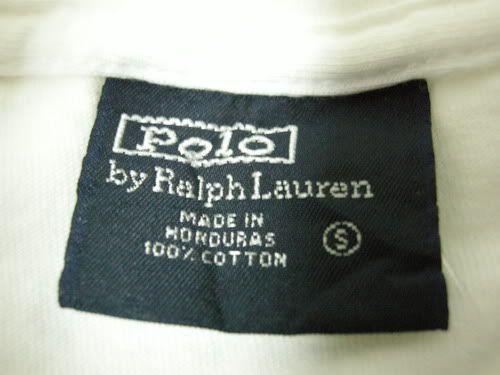 Polo
by Ralph Lauren
MADE IN
HONDURAS
100% COTTON
S